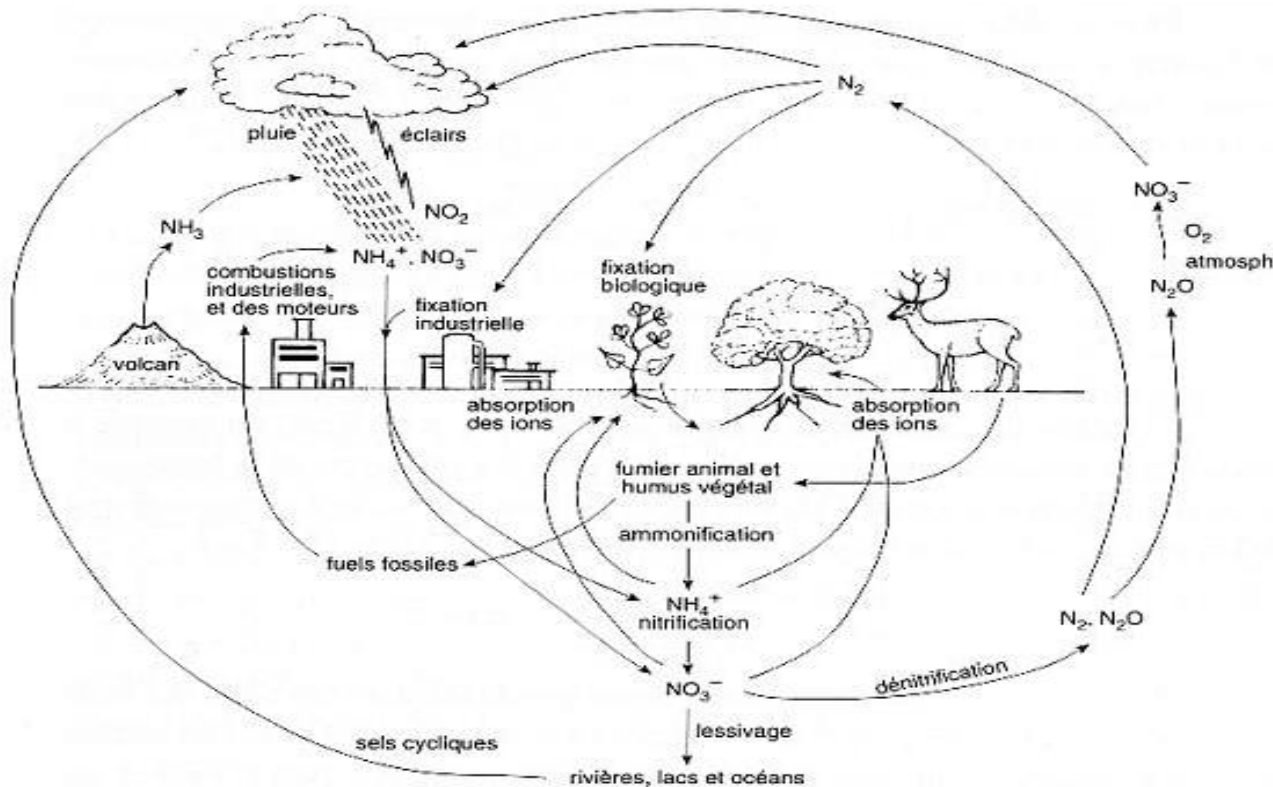 N₂
pluie
éclairs
NO₃⁻
NO₂
O₂
atmosph
NH₃
NH₄⁺, NO₃⁻
combustions
industrielles,
et des moteurs
fixation
biologique
N₂O
fixation
industrielle
volcan
absorption
des ions
absorption
des ions
fumier animal et
humus végétal
ammonification
fuels fossiles
NH₄⁺
nitrification
N₂, N₂O
dénitrification
NO₃⁻
lessivage
sels cycliques
rivières, lacs et océans